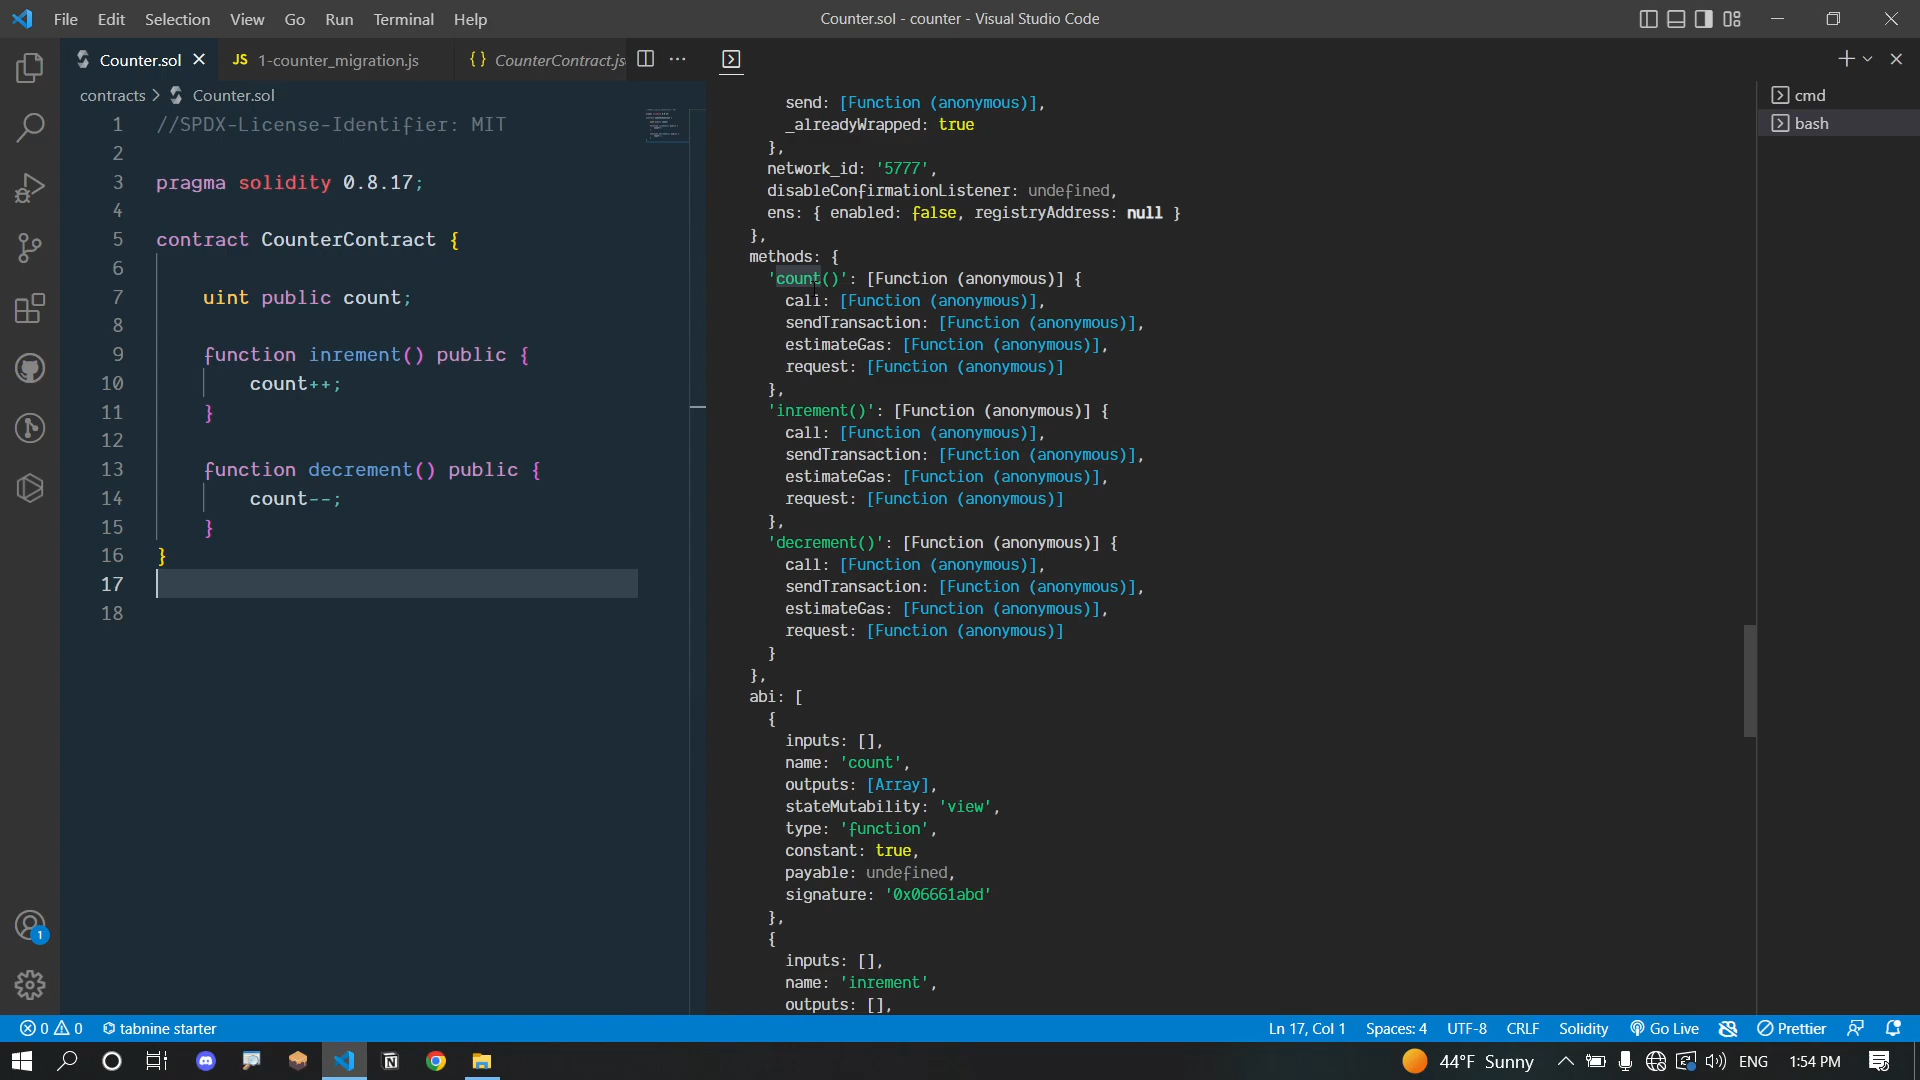 File Edit Selection View Go Run Terminal Help
Counter.sol - counter - Visual Studio Code
Counter.sol
JS 1-counter_migration.js
{ } CounterContract.js
contracts > Counter.sol
1 //SPDX-License-Identifier: MIT
2
3 pragma solidity 0.8.17;
4
5 contract CounterContract {
6
7 uint public count;
8
9 function inrement() public {
10 count++;
11 }
12
13 function decrement() public {
14 count--;
15 }
16 }
17
18
send: [Function (anonymous)],
_alreadyWrapped: true
},
network_id: '5777',
disableConfirmationListener: undefined,
ens: { enabled: false, registryAddress: null }
},
methods: {
'count()': [Function (anonymous)] {
call: [Function (anonymous)],
sendTransaction: [Function (anonymous)],
estimateGas: [Function (anonymous)],
request: [Function (anonymous)]
},
'inrement()': [Function (anonymous)] {
call: [Function (anonymous)],
sendTransaction: [Function (anonymous)],
estimateGas: [Function (anonymous)],
request: [Function (anonymous)]
},
'decrement()': [Function (anonymous)] {
call: [Function (anonymous)],
sendTransaction: [Function (anonymous)],
estimateGas: [Function (anonymous)],
request: [Function (anonymous)]
}
},
abi: [
{
inputs: [],
name: 'count',
outputs: [Array],
stateMutability: 'view',
type: 'function',
constant: true,
payable: undefined,
signature: '0x06661abd'
},
{
inputs: [],
name: 'inrement',
outputs: [],
cmd
bash
1
0 0 tabnine starter
Ln 17, Col 1 Spaces: 4 UTF-8 CRLF Solidity Go Live Prettier
44°F Sunny ENG 1:54 PM